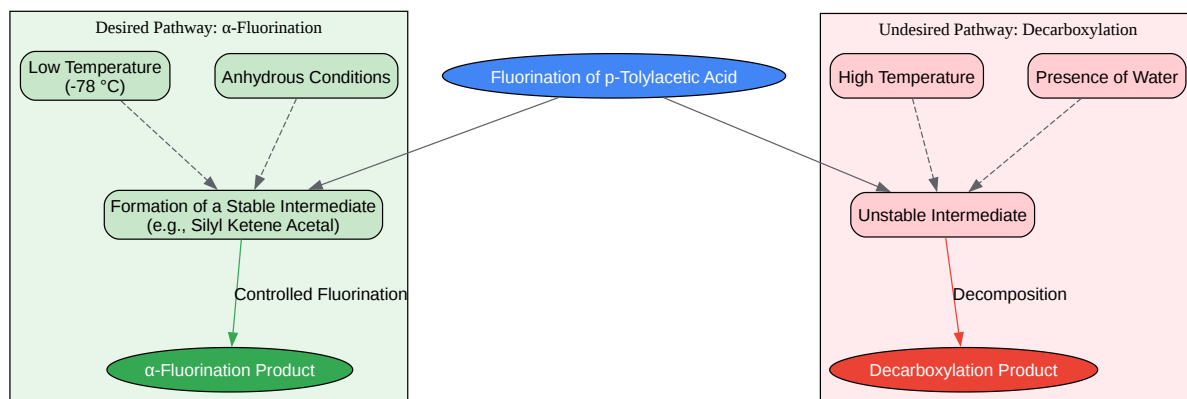 Desired Pathway: α-Fluorination
Low Temperature
(-78 °C)
Anhydrous Conditions
Formation of a Stable Intermediate
(e.g., Silyl Ketene Acetal)
Controlled Fluorination
α-Fluorination Product
Fluorination of p-Tolylacetic Acid
Undesired Pathway: Decarboxylation
High Temperature
Presence of Water
Unstable Intermediate
Decomposition
Decarboxylation Product